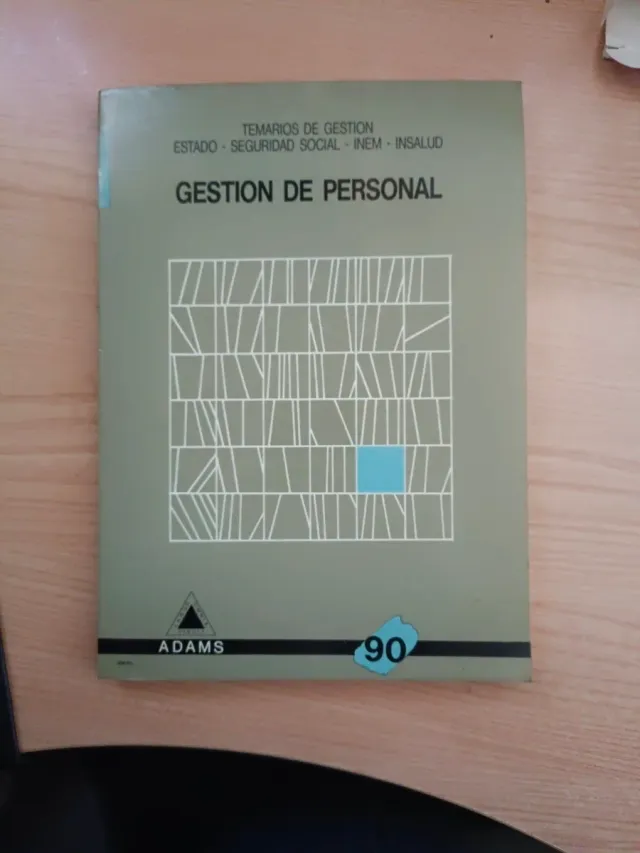 TEMARIOS DE GESTION
ESTADO - SEGURIDAD SOCIAL - INEM - INSALUD
GESTION DE PERSONAL
ADAMS
90